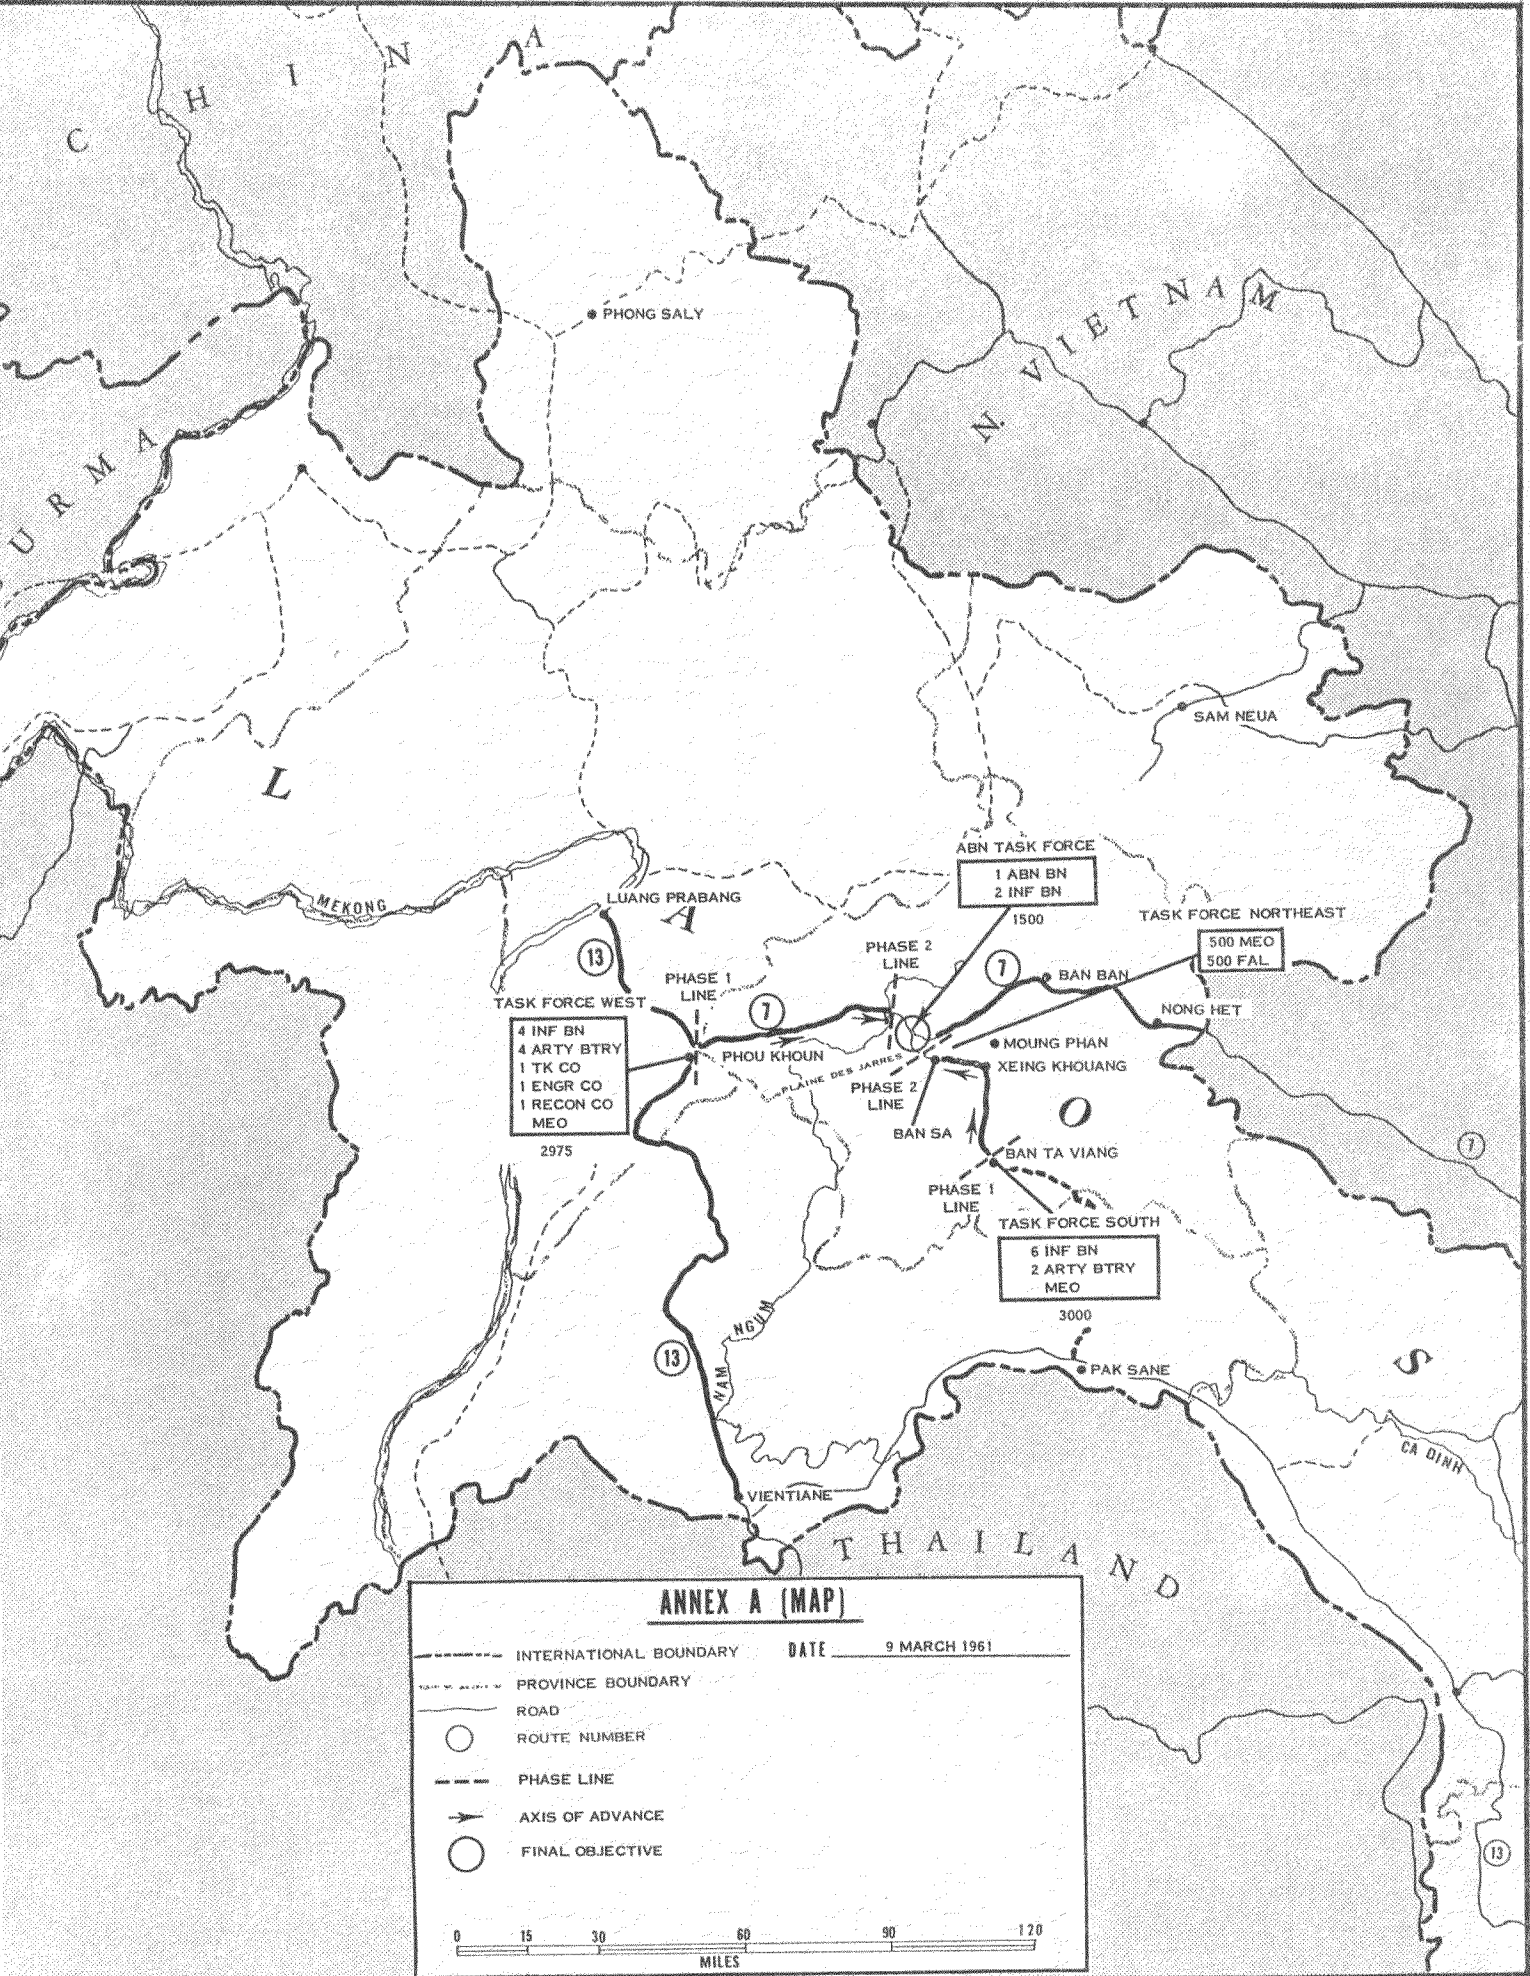 CHINA
BURMA
N. VIETNAM
PHONG SALY
SAM NEUA
LAOS
MEKONG
LUANG PRABANG
13
ABN TASK FORCE
1 ABN BN
2 INF BN
1500
TASK FORCE NORTHEAST
500 MEO
500 FAL
PHASE 2
LINE
7
BAN BAN
PHASE 1
LINE
7
NONG HET
TASK FORCE WEST
4 INF BN
4 ARTY BTRY
1 TK CO
1 ENGR CO
1 RECON CO
MEO
2975
PHOU KHOUN
PLAINE DES JARRES
MOUNG PHAN
XEING KHOUANG
PHASE 2
LINE
BAN SA
7
BAN TA VIANG
PHASE 1
LINE
TASK FORCE SOUTH
6 INF BN
2 ARTY BTRY
MEO
3000
NAM NGUM
13
PAK SANE
CA DINH
VIENTIANE
THAILAND
13
ANNEX A (MAP)
INTERNATIONAL BOUNDARY
DATE 9 MARCH 1961
PROVINCE BOUNDARY
ROAD
ROUTE NUMBER
PHASE LINE
AXIS OF ADVANCE
FINAL OBJECTIVE
0 15 30 60 90 120
MILES